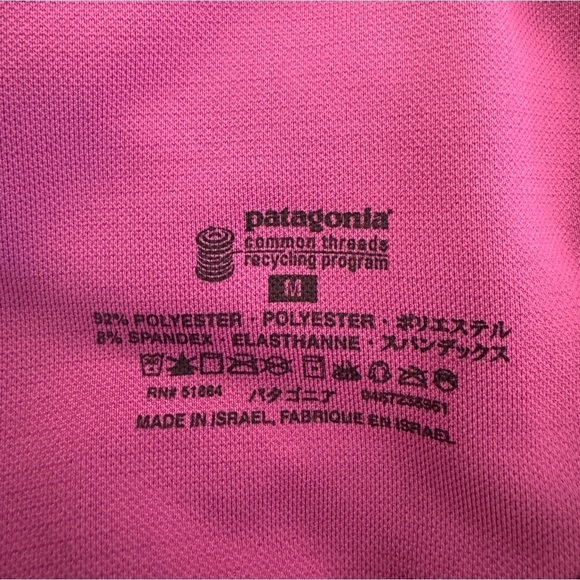 patagonia®
common threads
recycling program
M
92% POLYESTER · POLYESTER · ポリエステル
8% SPANDEX · ELASTHANNE · スパンデックス
RN# 51884 パタゴニア
MADE IN ISRAEL, FABRIQUE EN ISRAEL